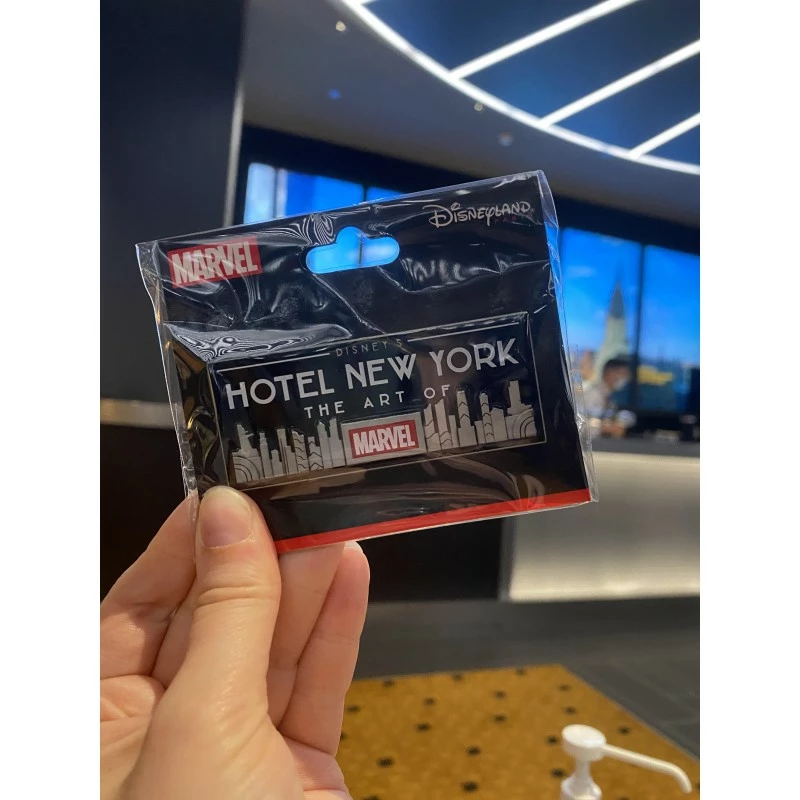 MARVEL
Disneyland
DISNEY'S
HOTEL NEW YORK
THE ART OF
MARVEL